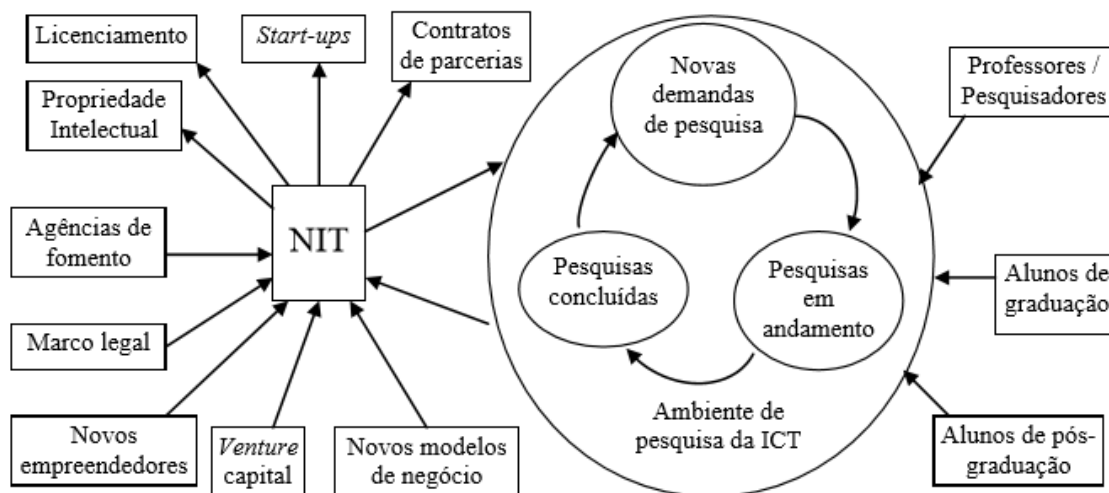 Licenciamento
Start-ups
Contratos
de parcerias
Propriedade
Intelectual
NIT
Agências de
fomento
Marco legal
Novos
empreendedores
Venture
capital
Novos modelos
de negócio
Novas
demandas
de pesquisa
Pesquisas
concluídas
Pesquisas
em
andamento
Ambiente de
pesquisa da ICT
Professores /
Pesquisadores
Alunos de
graduação
Alunos de pós-
graduação